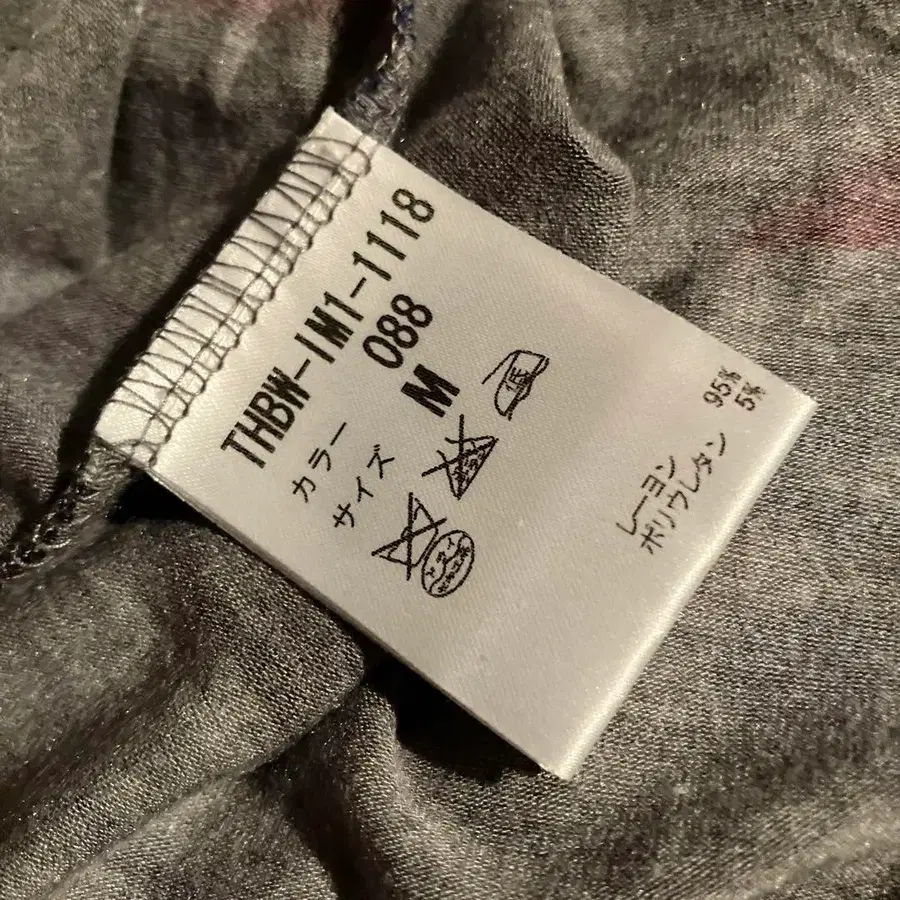 THBW-IM1-1118
カラー 088
サイズ M
低
レーヨン 95%
ポリウレタン 5%